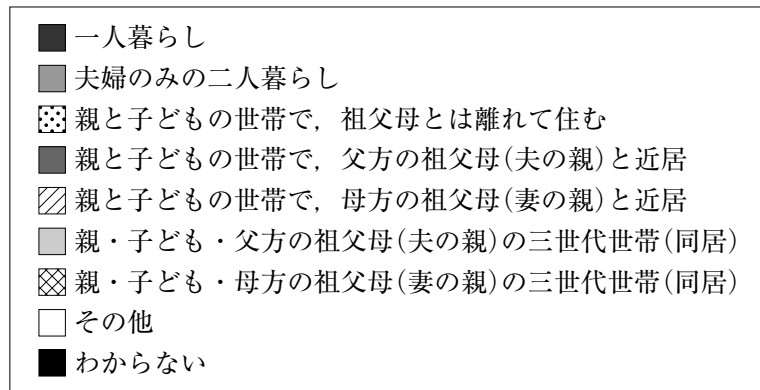 一人暮らし
夫婦のみの二人暮らし
親と子どもの世帯で，祖父母とは離れて住む
親と子どもの世帯で，父方の祖父母(夫の親)と近居
親と子どもの世帯で，母方の祖父母(妻の親)と近居
親・子ども・父方の祖父母(夫の親)の三世代世帯(同居)
親・子ども・母方の祖父母(妻の親)の三世代世帯(同居)
その他
わからない